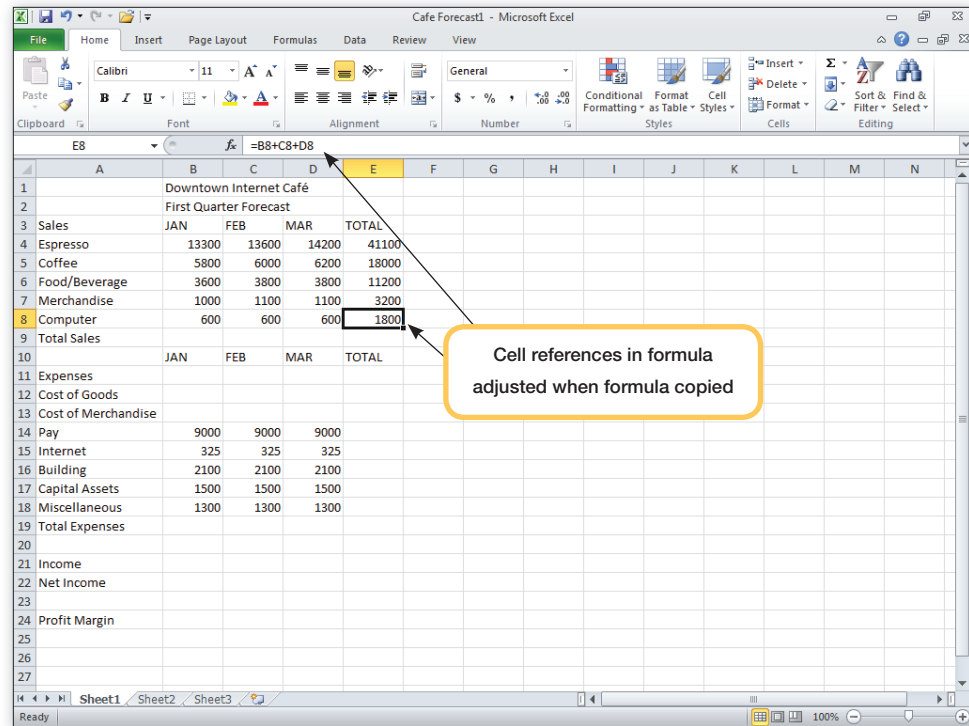 Cafe Forecast1 - Microsoft Excel
File Home Insert Page Layout Formulas Data Review View
Paste
Clipboard
Calibri 11 A A
B I U A
Font
Alignment
General
$ % , .00 .0
Number
Conditional Formatting
Format as Table
Cell Styles
Styles
Insert
Delete
Format
Cells
Σ
Sort & Filter
Find & Select
Editing
E8 fx =B8+C8+D8
A B C D E F G H I J K L M N
1 Downtown Internet Café
2 First Quarter Forecast
3 Sales JAN FEB MAR TOTAL
4 Espresso 13300 13600 14200 41100
5 Coffee 5800 6000 6200 18000
6 Food/Beverage 3600 3800 3800 11200
7 Merchandise 1000 1100 1100 3200
8 Computer 600 600 600 1800
9 Total Sales
10 JAN FEB MAR TOTAL
11 Expenses
12 Cost of Goods
13 Cost of Merchandise
14 Pay 9000 9000 9000
15 Internet 325 325 325
16 Building 2100 2100 2100
17 Capital Assets 1500 1500 1500
18 Miscellaneous 1300 1300 1300
19 Total Expenses
20
21 Income
22 Net Income
23
24 Profit Margin
25
26
27
Cell references in formula
adjusted when formula copied
Sheet1 Sheet2 Sheet3
Ready 100%